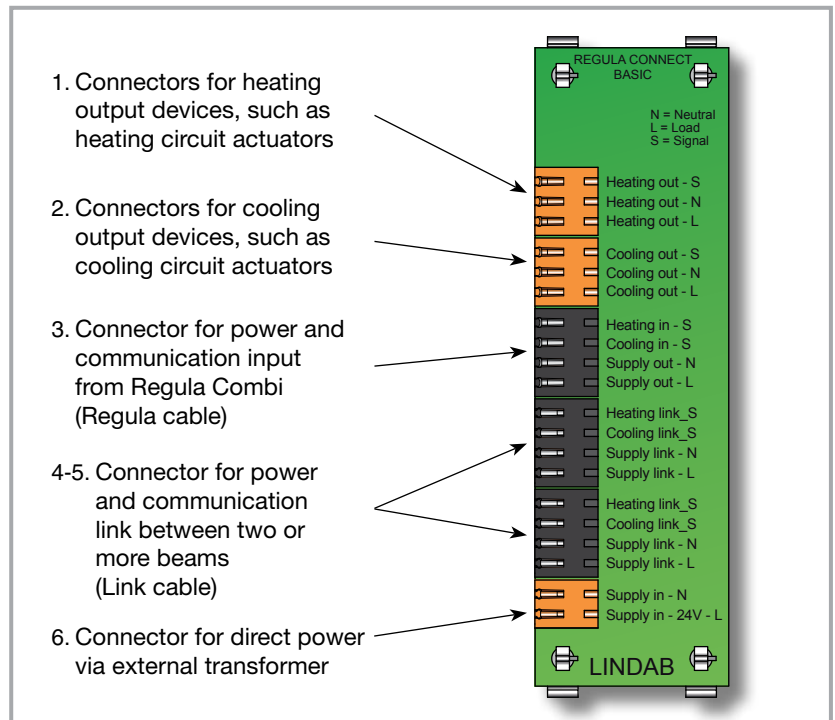 1. Connectors for heating
output devices, such as
heating circuit actuators
2. Connectors for cooling
output devices, such as
cooling circuit actuators
3. Connector for power and
communication input
from Regula Combi
(Regula cable)
4-5. Connector for power
and communication
link between two or
more beams
(Link cable)
6. Connector for direct power
via external transformer
REGULA CONNECT
BASIC
N = Neutral
L = Load
S = Signal
Heating out - S
Heating out - N
Heating out - L
Cooling out - S
Cooling out - N
Cooling out - L
Heating in - S
Cooling in - S
Supply out - N
Supply out - L
Heating link_S
Cooling link_S
Supply link - N
Supply link - L
Heating link_S
Cooling link_S
Supply link - N
Supply link - L
Supply in - N
Supply in - 24V - L
LINDAB